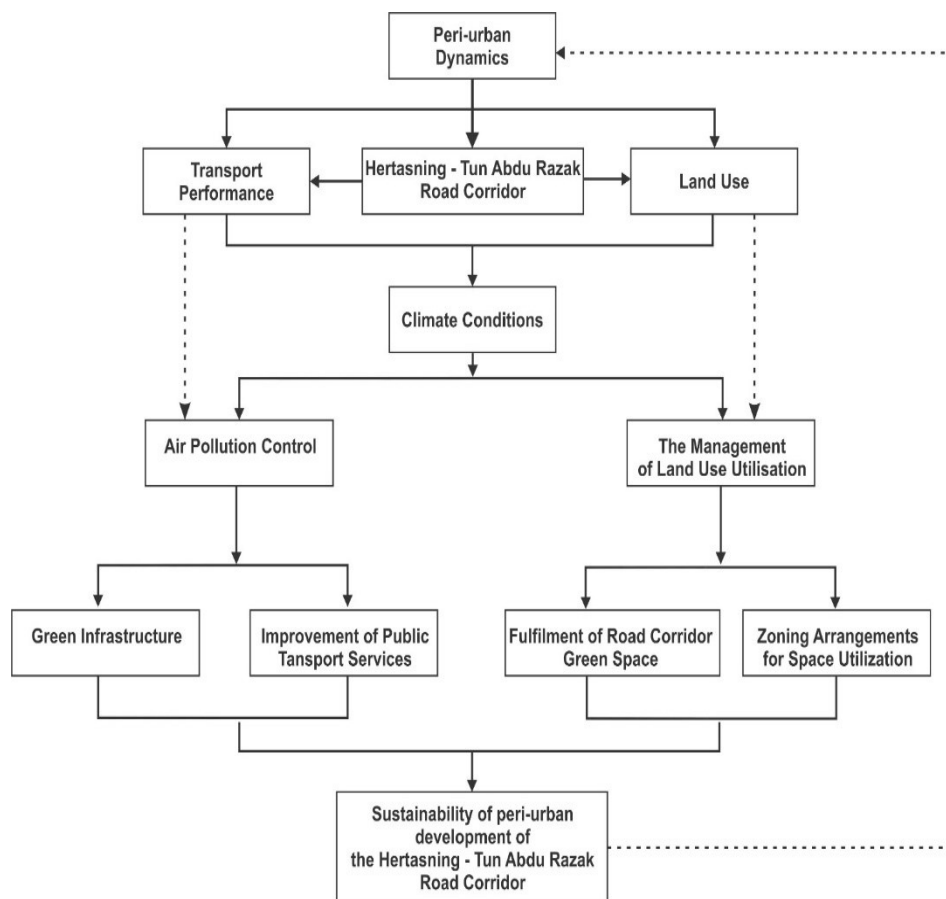 Peri-urban
Dynamics
Transport
Performance
Hertasning - Tun Abdu Razak
Road Corridor
Land Use
Climate Conditions
Air Pollution Control
The Management
of Land Use Utilisation
Green Infrastructure
Improvement of Public
Tansport Services
Fulfilment of Road Corridor
Green Space
Zoning Arrangements
for Space Utilization
Sustainability of peri-urban
development of
the Hertasning - Tun Abdu Razak
Road Corridor